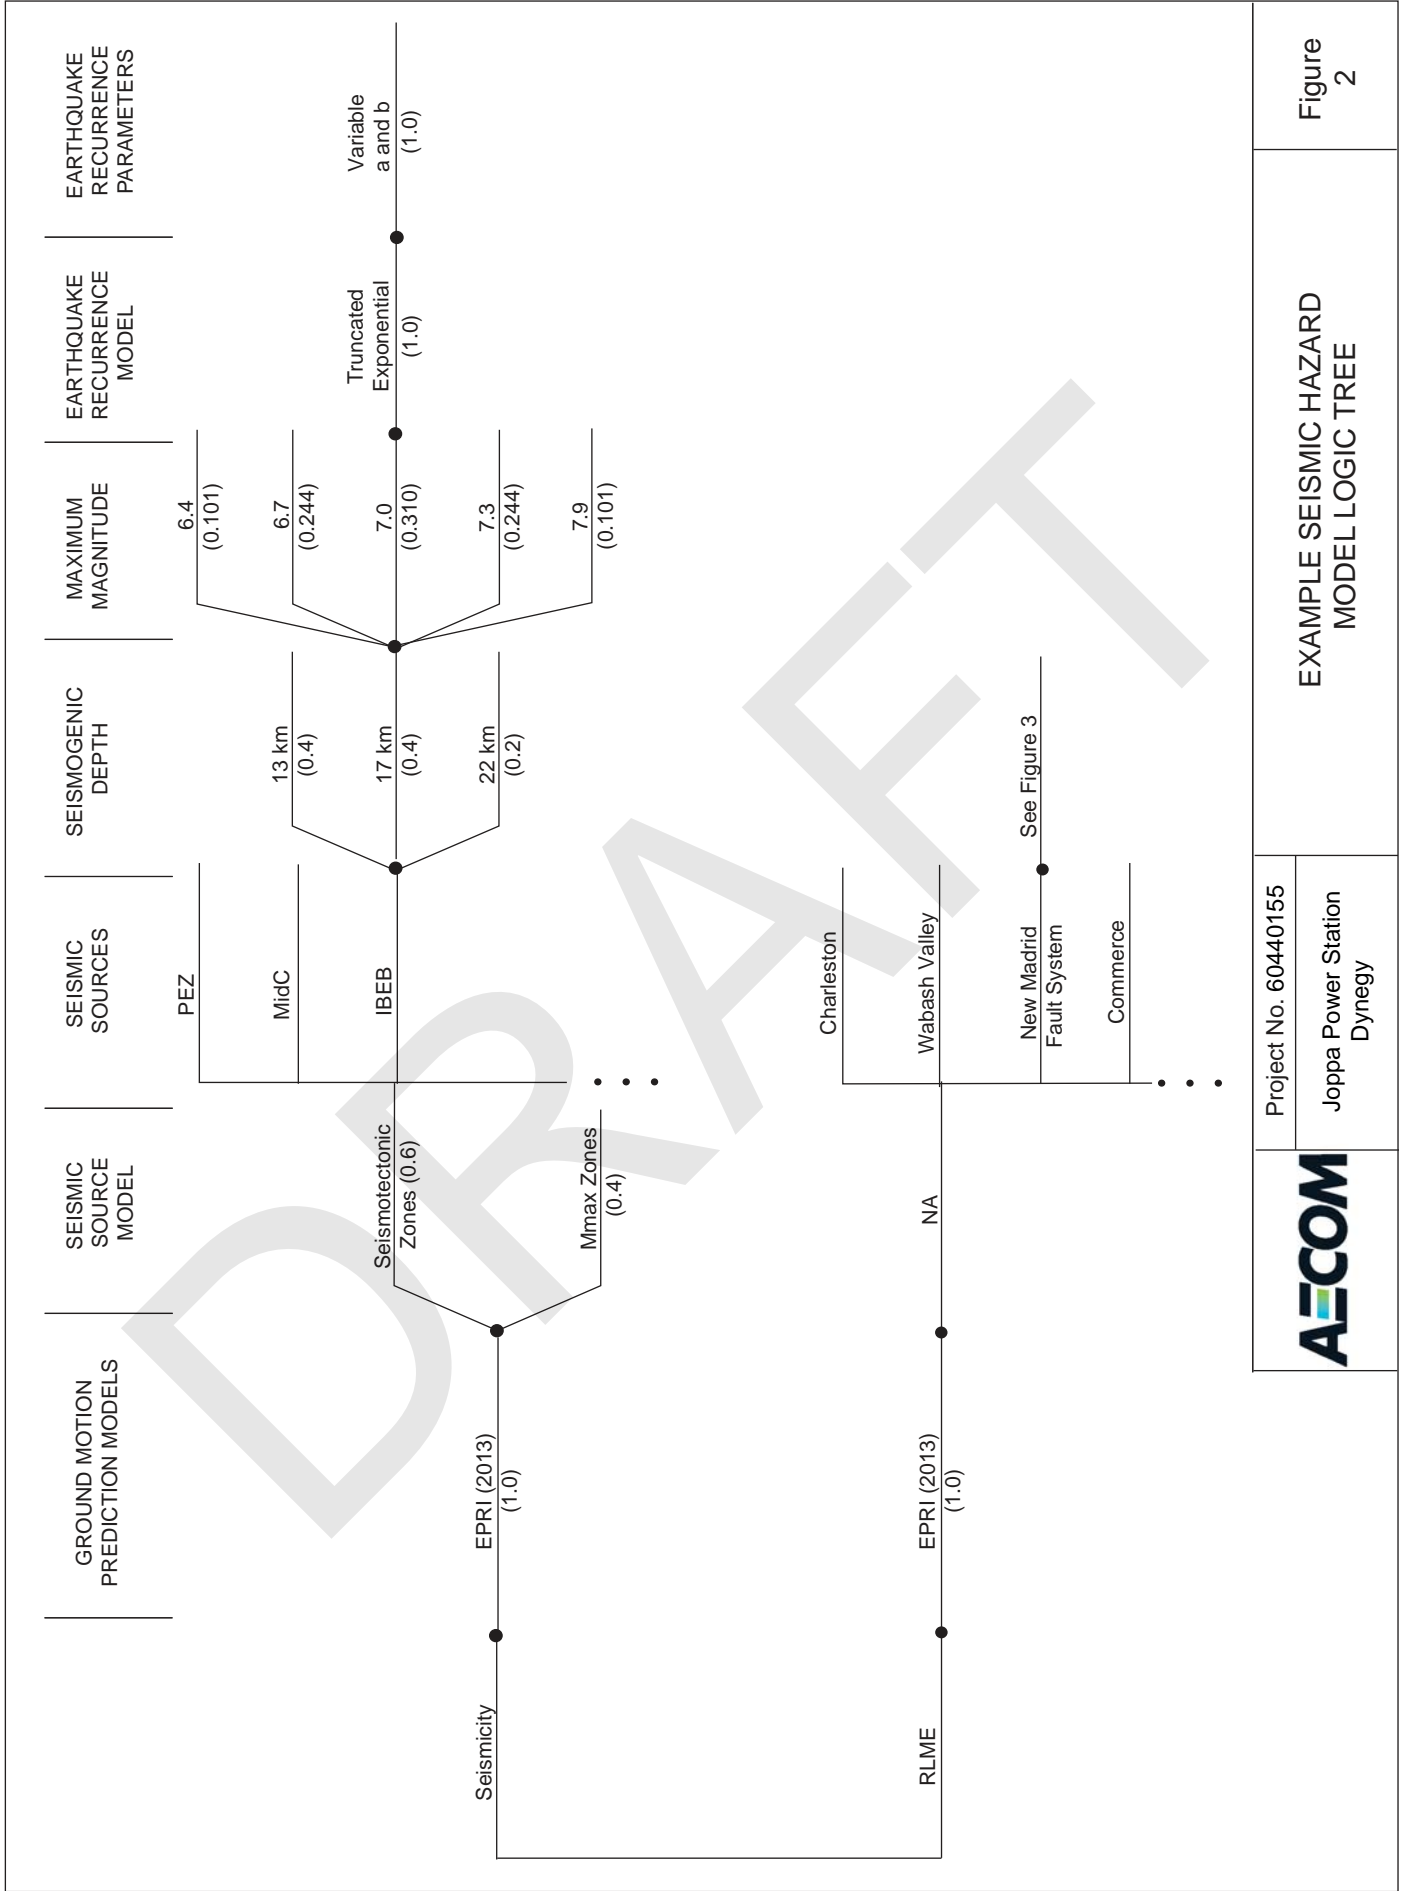 GROUND MOTION
PREDICTION MODELS
SEISMIC
SOURCE
MODEL
SEISMIC
SOURCES
SEISMOGENIC
DEPTH
MAXIMUM
MAGNITUDE
EARTHQUAKE
RECURRENCE
MODEL
EARTHQUAKE
RECURRENCE
PARAMETERS
Seismicity
EPRI (2013)
(1.0)
Seismotectonic
Zones (0.6)
Mmax Zones
(0.4)
PEZ
MidC
IBEB
13 km
(0.4)
17 km
(0.4)
22 km
(0.2)
6.4
(0.101)
6.7
(0.244)
7.0
(0.310)
7.3
(0.244)
7.9
(0.101)
Truncated
Exponential
(1.0)
Variable
a and b
(1.0)
RLME
EPRI (2013)
(1.0)
NA
Charleston
Wabash Valley
New Madrid
Fault System
Commerce
See Figure 3
DRAFT
AECOM
Project No. 60440155
Joppa Power Station
Dynegy
EXAMPLE SEISMIC HAZARD
MODEL LOGIC TREE
Figure
2